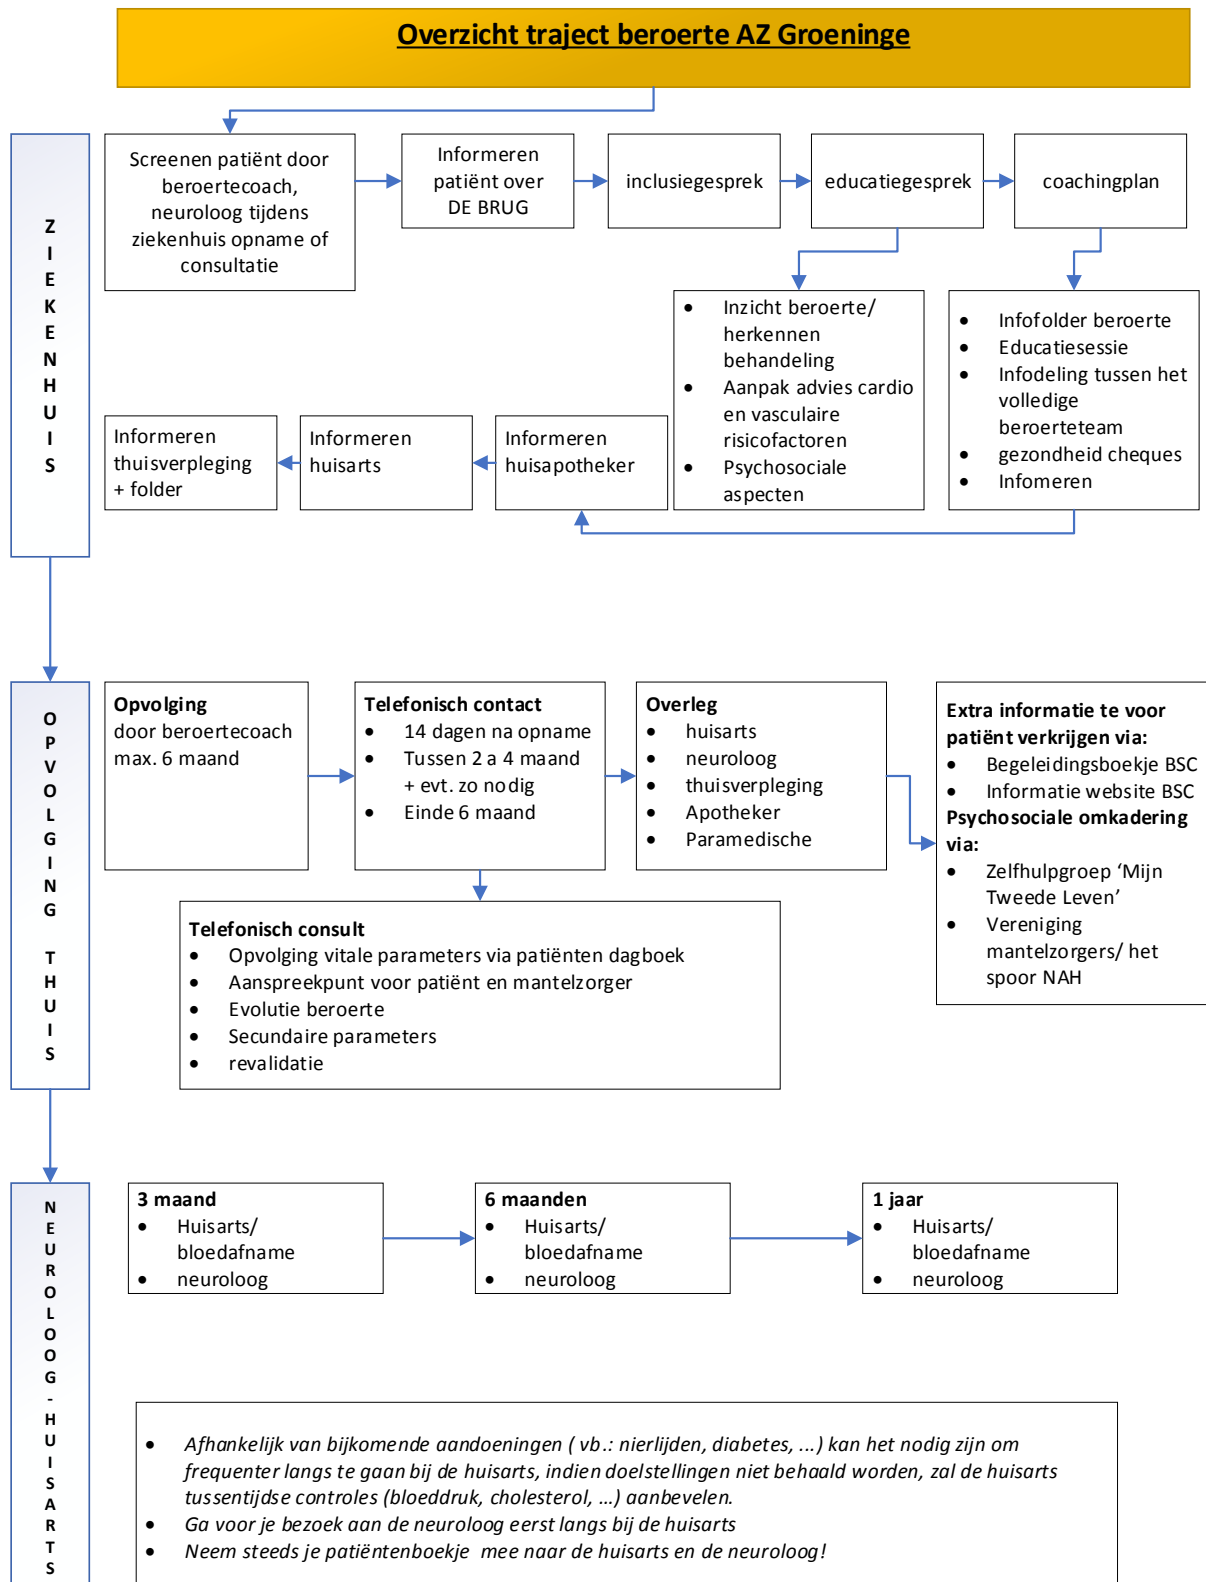 Overzicht traject beroerte AZ Groeninge
Z
I
E
K
E
N
H
U
I
S
Screenen patiënt door
beroertecoach,
neuroloog tijdens
ziekenhuis opname of
consultatie
Informeren
patiënt over
DE BRUG
inclusiegesprek
educatiegesprek
coachingplan
• Inzicht beroerte/
herkennen
behandeling
• Aanpak advies cardio
en vasculaire
risicofactoren
• Psychosociale
aspecten
• Infofolder beroerte
• Educatiesessie
• Infodeling tussen het
volledige
beroerteteam
• gezondheid cheques
• Infomeren
Informeren
thuisverpleging
+ folder
Informeren
huisarts
Informeren
huisapotheker
O
P
V
O
L
G
I
N
G
T
H
U
I
S
Opvolging
door beroertecoach
max. 6 maand
Telefonisch contact
• 14 dagen na opname
• Tussen 2 a 4 maand
+ evt. zo nodig
• Einde 6 maand
Overleg
• huisarts
• neuroloog
• thuisverpleging
• Apotheker
• Paramedische
Extra informatie te voor
patiënt verkrijgen via:
• Begeleidingsboekje BSC
• Informatie website BSC
Psychosociale omkadering
via:
• Zelfhulpgroep ‘Mijn
Tweede Leven’
• Vereniging
mantelzorgers/ het
spoor NAH
Telefonisch consult
• Opvolging vitale parameters via patiënten dagboek
• Aanspreekpunt voor patiënt en mantelzorger
• Evolutie beroerte
• Secundaire parameters
• revalidatie
N
E
U
R
O
L
O
O
G
-
H
U
I
S
A
R
T
S
3 maand
• Huisarts/
bloedafname
• neuroloog
6 maanden
• Huisarts/
bloedafname
• neuroloog
1 jaar
• Huisarts/
bloedafname
• neuroloog
• Afhankelijk van bijkomende aandoeningen ( vb.: nierlijden, diabetes, ...) kan het nodig zijn om
frequenter langs te gaan bij de huisarts, indien doelstellingen niet behaald worden, zal de huisarts
tussentijdse controles (bloeddruk, cholesterol, ...) aanbevelen.
• Ga voor je bezoek aan de neuroloog eerst langs bij de huisarts
• Neem steeds je patiëntenboekje mee naar de huisarts en de neuroloog!